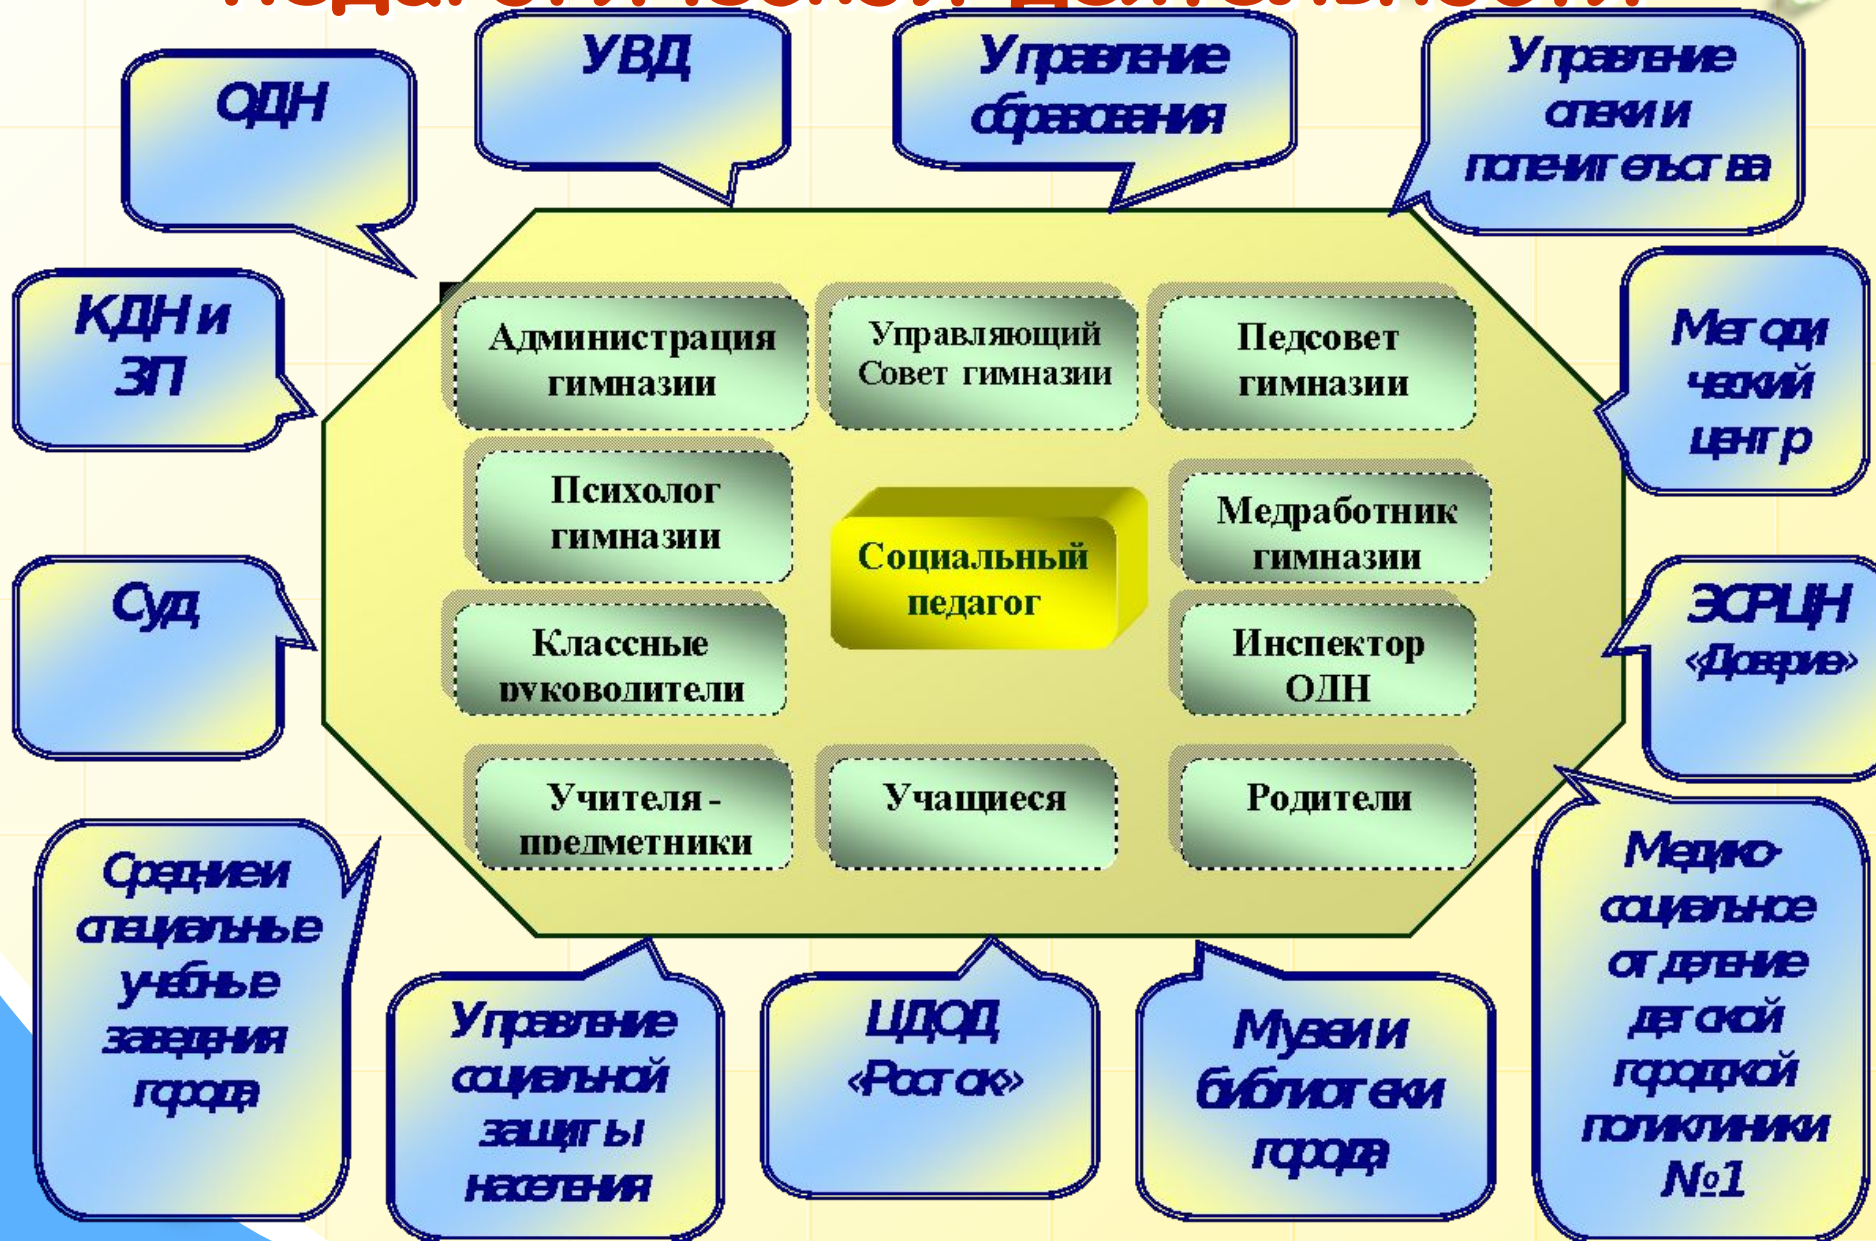 педагогической деятельности
ОДН
УВД
Управление
образования
Управление
опеки и
попечительства
КДН и
ЗП
Методи
ческий
центр
Администрация
гимназии
Управляющий
Совет гимназии
Педсовет
гимназии
Психолог
гимназии
Социальный
педагог
Медработник
гимназии
Суд
ЭСРЦН
«Доверие»
Классные
руководители
Инспектор
ОДН
Учителя-
предметники
Учащиеся
Родители
Средние и
специальные
учебные
заведения
города
Управление
социальной
защиты
населения
ЦДОД
«Росток»
Музеи и
библиотеки
города
Медико-
социальное
отделение
детской
городской
поликлиники
№1